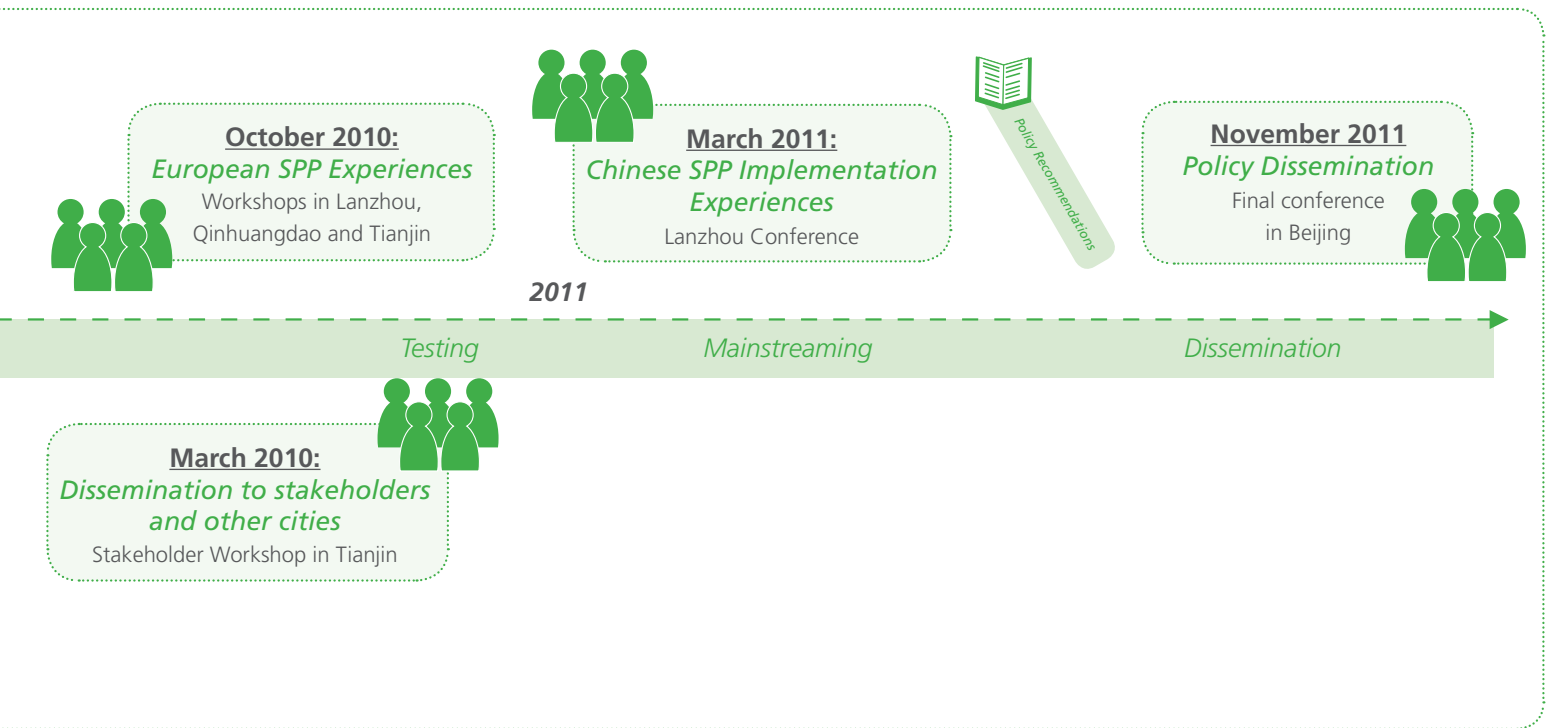 October 2010:
European SPP Experiences
Workshops in Lanzhou,
Qinhuangdao and Tianjin
March 2011:
Chinese SPP Implementation
Experiences
Lanzhou Conference
Policy Recommendations
November 2011
Policy Dissemination
Final conference
in Beijing
2011
Testing
Mainstreaming
Dissemination
March 2010:
Dissemination to stakeholders
and other cities
Stakeholder Workshop in Tianjin